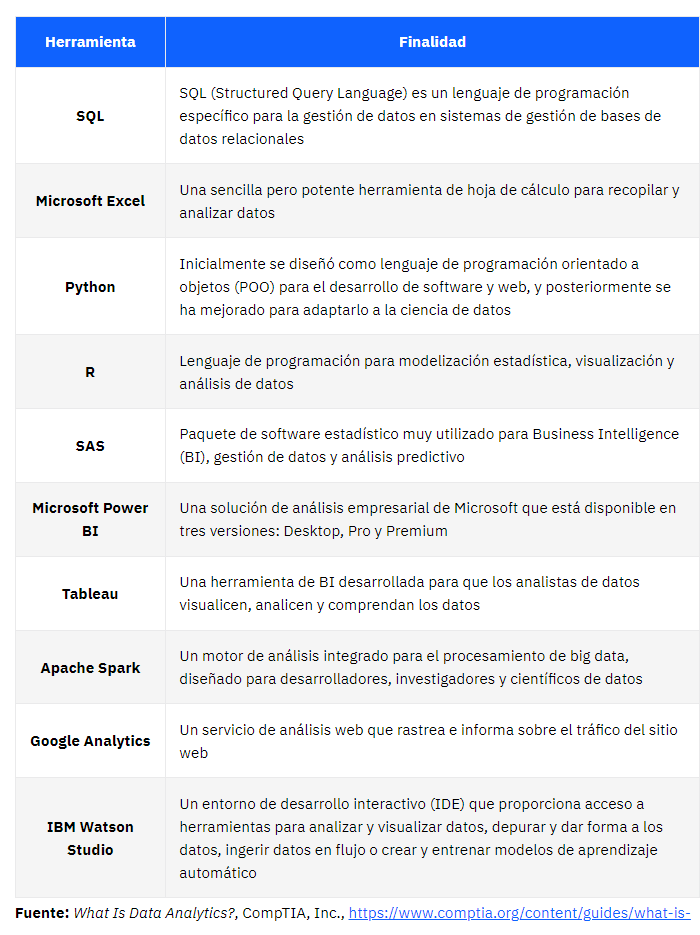 Herramienta
Finalidad
SQL
SQL (Structured Query Language) es un lenguaje de programación
específico para la gestión de datos en sistemas de gestión de bases de
datos relacionales
Microsoft Excel
Una sencilla pero potente herramienta de hoja de cálculo para recopilar y
analizar datos
Python
Inicialmente se diseñó como lenguaje de programación orientado a
objetos (POO) para el desarrollo de software y web, y posteriormente se
ha mejorado para adaptarlo a la ciencia de datos
R
Lenguaje de programación para modelización estadística, visualización y
análisis de datos
SAS
Paquete de software estadístico muy utilizado para Business Intelligence
(BI), gestión de datos y análisis predictivo
Microsoft Power
BI
Una solución de análisis empresarial de Microsoft que está disponible en
tres versiones: Desktop, Pro y Premium
Tableau
Una herramienta de BI desarrollada para que los analistas de datos
visualicen, analicen y comprendan los datos
Apache Spark
Un motor de análisis integrado para el procesamiento de big data,
diseñado para desarrolladores, investigadores y científicos de datos
Google Analytics
Un servicio de análisis web que rastrea e informa sobre el tráfico del sitio
web
IBM Watson
Studio
Un entorno de desarrollo interactivo (IDE) que proporciona acceso a
herramientas para analizar y visualizar datos, depurar y dar forma a los
datos, ingerir datos en flujo o crear y entrenar modelos de aprendizaje
automático
Fuente: What Is Data Analytics?, CompTIA, Inc., https://www.comptia.org/content/guides/what-is-